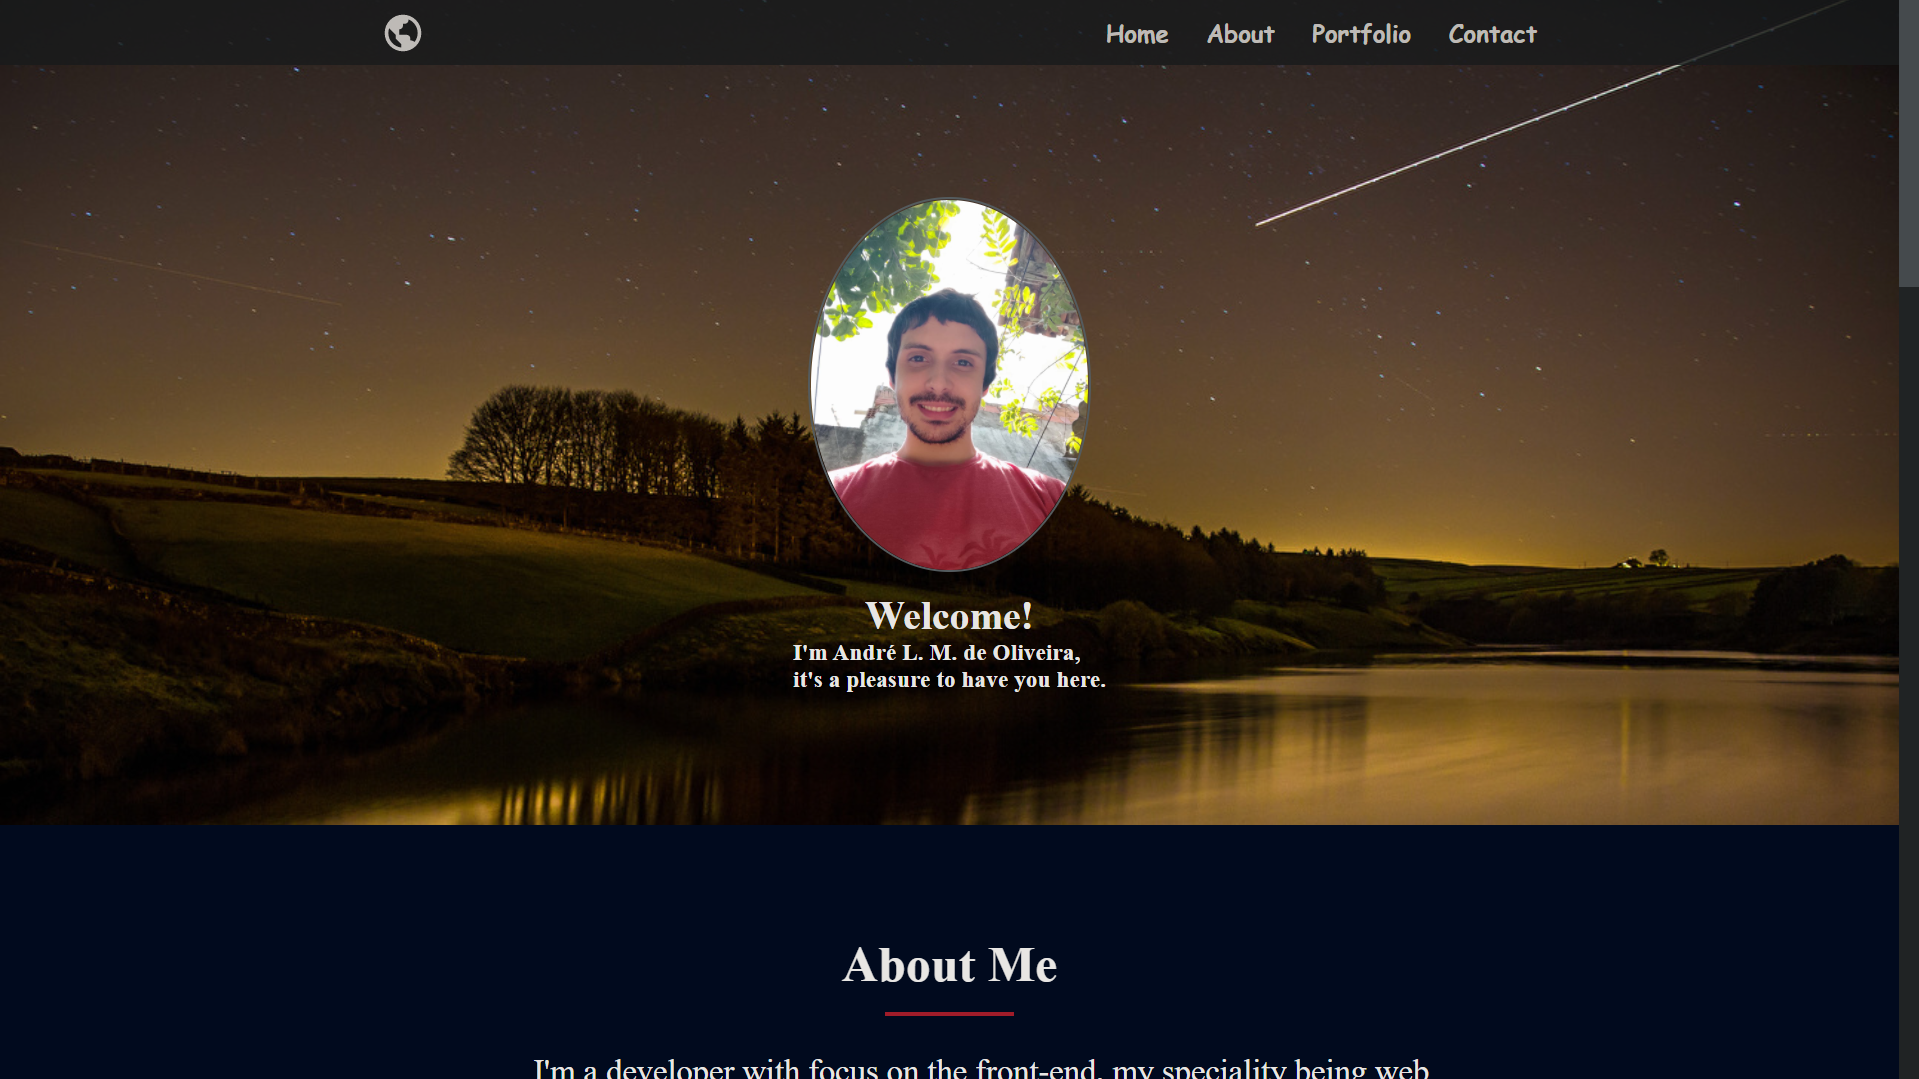 Home About Portfolio Contact
Welcome!
I'm André L. M. de Oliveira,
it's a pleasure to have you here.
About Me
I'm a developer with focus on the front-end, my speciality being web